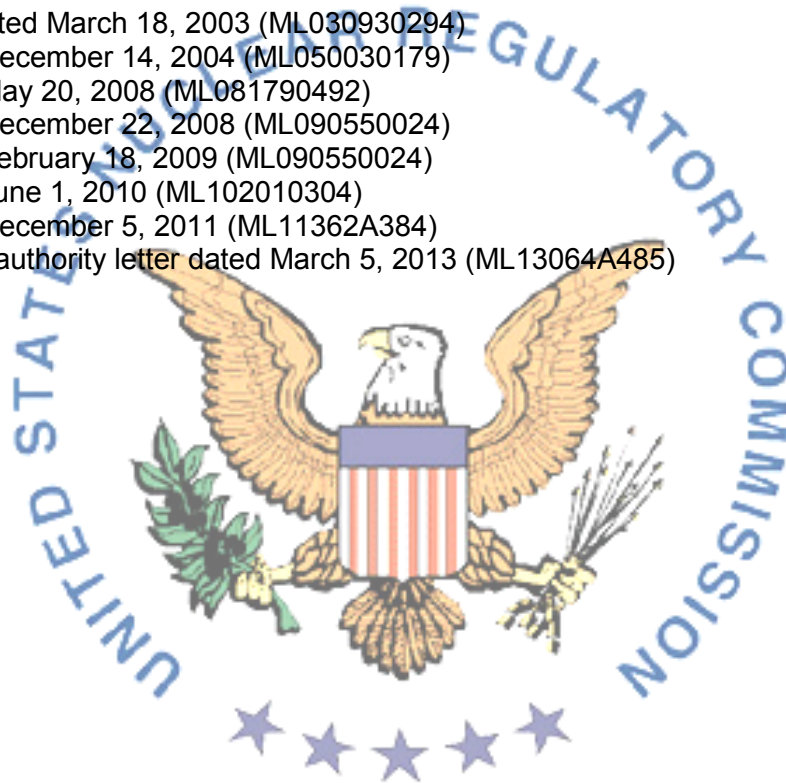 ted March 18, 2003 (ML030930294)
ecember 14, 2004 (ML050030179)
ay 20, 2008 (ML081790492)
ecember 22, 2008 (ML090550024)
ebruary 18, 2009 (ML090550024)
une 1, 2010 (ML102010304)
ecember 5, 2011 (ML11362A384)
authority letter dated March 5, 2013 (ML13064A485)
UNITED STATES NUCLEAR REGULATORY COMMISSION